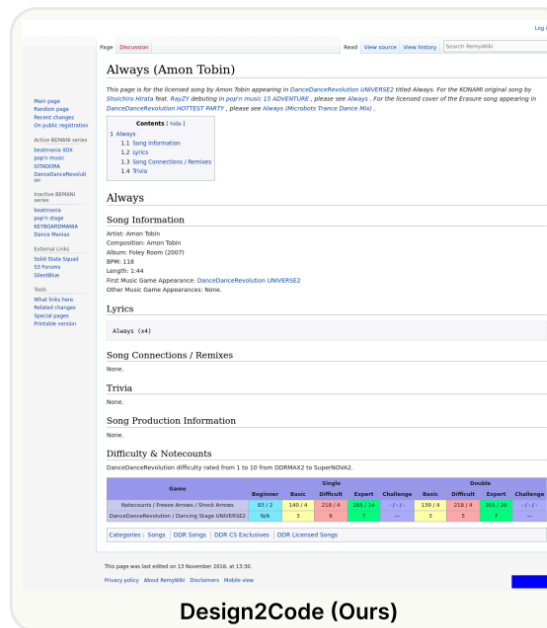 Log i
Page Discussion Read View source View history Search RemyWiki
Always (Amon Tobin)
This page is for the licensed song by Amon Tobin appearing in DanceDanceRevolution UNIVERSE2 titled Always. For the KONAMI original song by
Shoichiro Hirata feat. RayZY debuting in pop'n music 15 ADVENTURE , please see Always . For the licensed cover of the Erasure song appearing in
DanceDanceRevolution HOTTEST PARTY , please see Always (Microbots Trance Dance Mix) .
Main page
Random page
Recent changes
On public registration
Active BEMANI series
beatmania IIDX
pop'n music
GITADORA
DanceDanceRevoluti
on
Inactive BEMANI
series
beatmania
pop'n stage
KEYBOARDMANIA
Dance Maniax
External Links
Solid State Squad
53 Forums
SilentBlue
Tools
What links here
Related changes
Special pages
Printable version
Contents [ hide ]
1 Always
1.1 Song Information
1.2 Lyrics
1.3 Song Connections / Remixes
1.4 Trivia
Always
Song Information
Artist: Amon Tobin
Composition: Amon Tobin
Album: Foley Room (2007)
BPM: 118
Length: 1:44
First Music Game Appearance: DanceDanceRevolution UNIVERSE2
Other Music Game Appearances: None.
Lyrics
Always (x4)
Song Connections / Remixes
None.
Trivia
None.
Song Production Information
None.
Difficulty & Notecounts
DanceDanceRevolution difficulty rated from 1 to 10 from DDRMAX2 to SuperNOVA2.
Game Single Double
Beginner Basic Difficult Expert Challenge Basic Difficult Expert Challenge
Notecounts / Freeze Arrows / Shock Arrows 83 / 2 140 / 4 218 / 4 265 / 14 - / - / - 139 / 4 218 / 4 305 / 28 - / - / -
DanceDanceRevolution / Dancing Stage UNIVERSE2 N/A 3 6 7 — 3 5 7 —
Categories : Songs DDR Songs DDR CS Exclusives DDR Licensed Songs
This page was last edited on 13 November 2016, at 13:36.
Privacy policy About RemyWiki Disclaimers Mobile view
Design2Code (Ours)